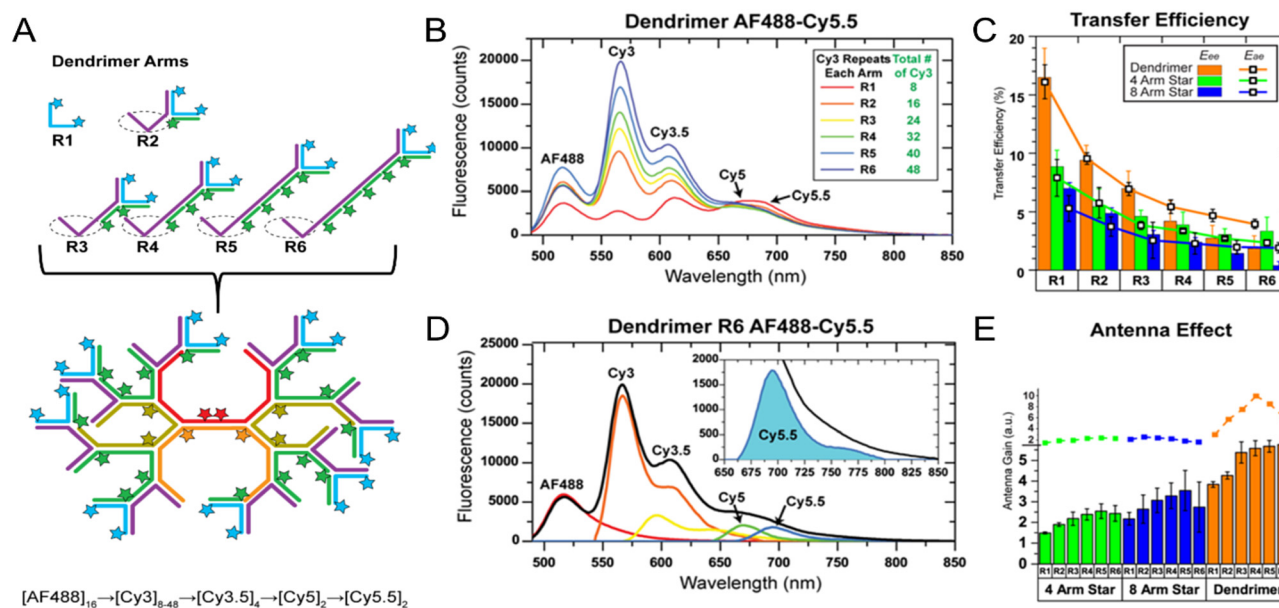 A
Dendrimer Arms
R1
R2
R3
R4
R5
R6
[AF488]16→[Cy3]8-48→[Cy3.5]4→[Cy5]2→[Cy5.5]2
B
Dendrimer AF488-Cy5.5
Fluorescence (counts)
20000
15000
10000
5000
0
AF488
Cy3
Cy3.5
Cy5
Cy5.5
Cy3 Repeats Total #
Each Arm of Cy3
R1 8
R2 16
R3 24
R4 32
R5 40
R6 48
500 550 600 650 700 750 800 850
Wavelength (nm)
C
Transfer Efficiency
Transfer Efficiency (%)
20
15
10
5
0
Eee Eae
Dendrimer
4 Arm Star
8 Arm Star
R1 R2 R3 R4 R5 R6
D
Dendrimer R6 AF488-Cy5.5
Fluorescence (counts)
25000
20000
15000
10000
5000
0
AF488
Cy3
Cy3.5
Cy5
Cy5.5
2000
1500
1000
500
0
Cy5.5
650 675 700 725 750 775 800 825 850
500 550 600 650 700 750 800 850
Wavelength (nm)
E
Antenna Effect
Antenna Gain (a.u.)
10
8
6
4
2
5
4
3
2
1
0
R1 R2 R3 R4 R5 R6 R1 R2 R3 R4 R5 R6 R1 R2 R3 R4 R5
4 Arm Star 8 Arm Star Dendrimer